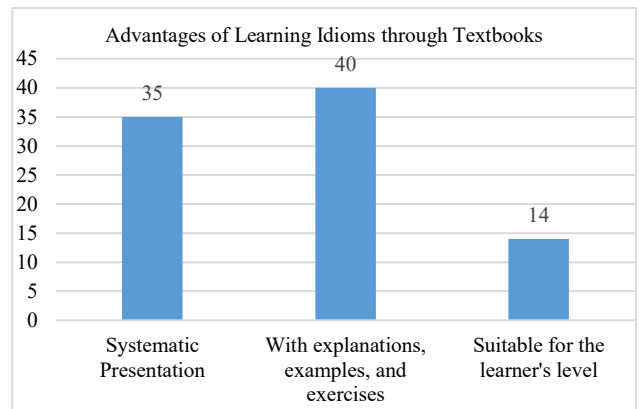 Advantages of Learning Idioms through Textbooks
45
40
35
30
25
20
15
10
5
0
35
40
14
Systematic
Presentation
With explanations,
examples, and
exercises
Suitable for the
learner's level